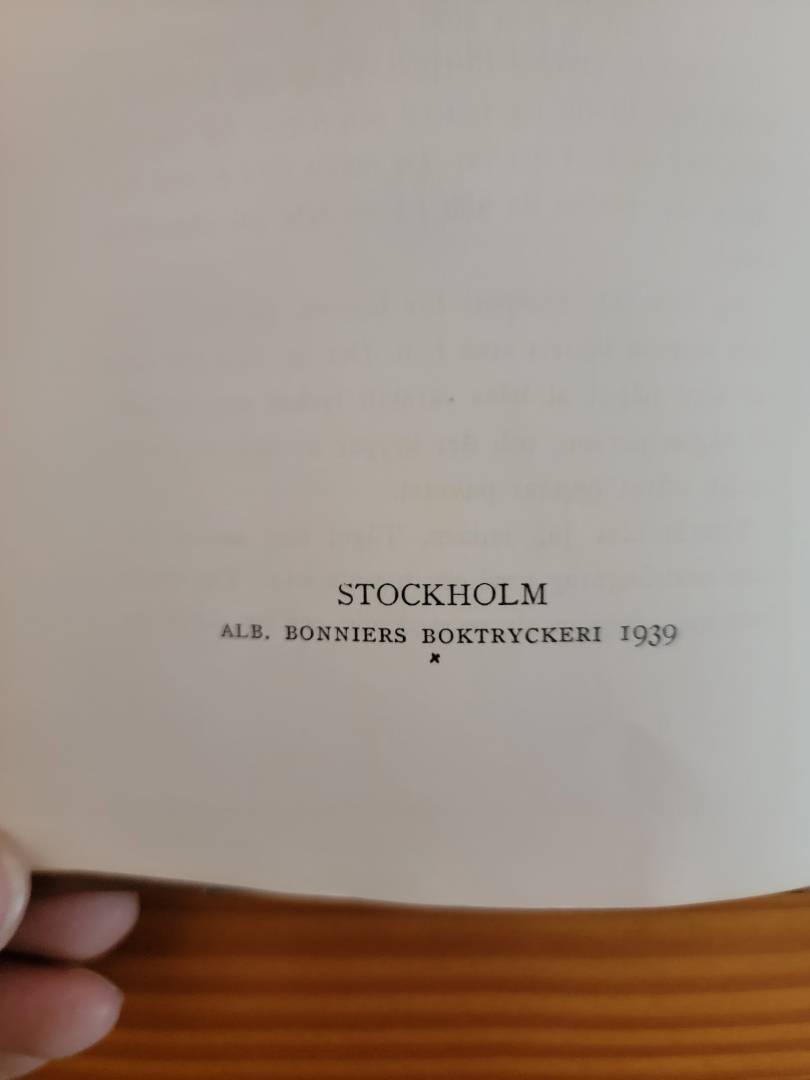 STOCKHOLM
ALB. BONNIERS BOKTRYCKERI 1939